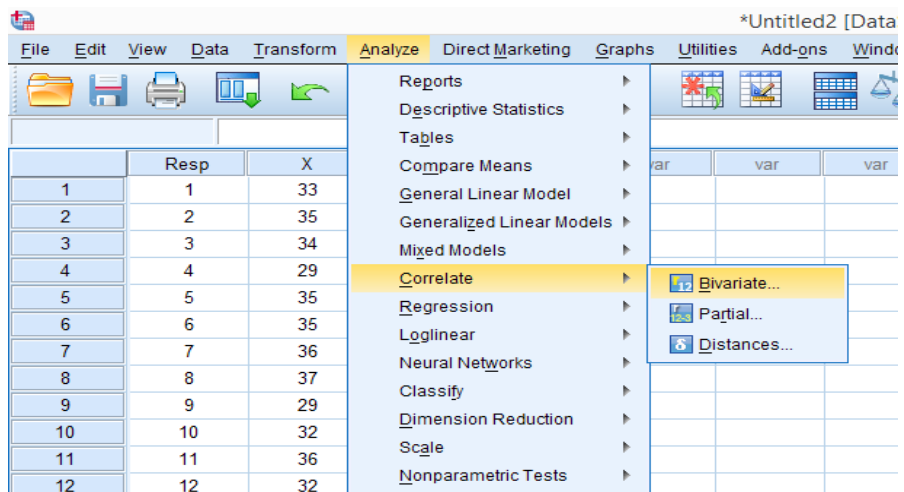 *Untitled2 [Data
File Edit View Data Transform Analyze Direct Marketing Graphs Utilities Add-ons Windo
Reports
Descriptive Statistics
Tables
Compare Means
General Linear Model
Generalized Linear Models
Mixed Models
Correlate
Regression
Loglinear
Neural Networks
Classify
Dimension Reduction
Scale
Nonparametric Tests
Bivariate...
Partial...
Distances...
Resp X var var var
1 1 33
2 2 35
3 3 34
4 4 29
5 5 35
6 6 35
7 7 36
8 8 37
9 9 29
10 10 32
11 11 36
12 12 32